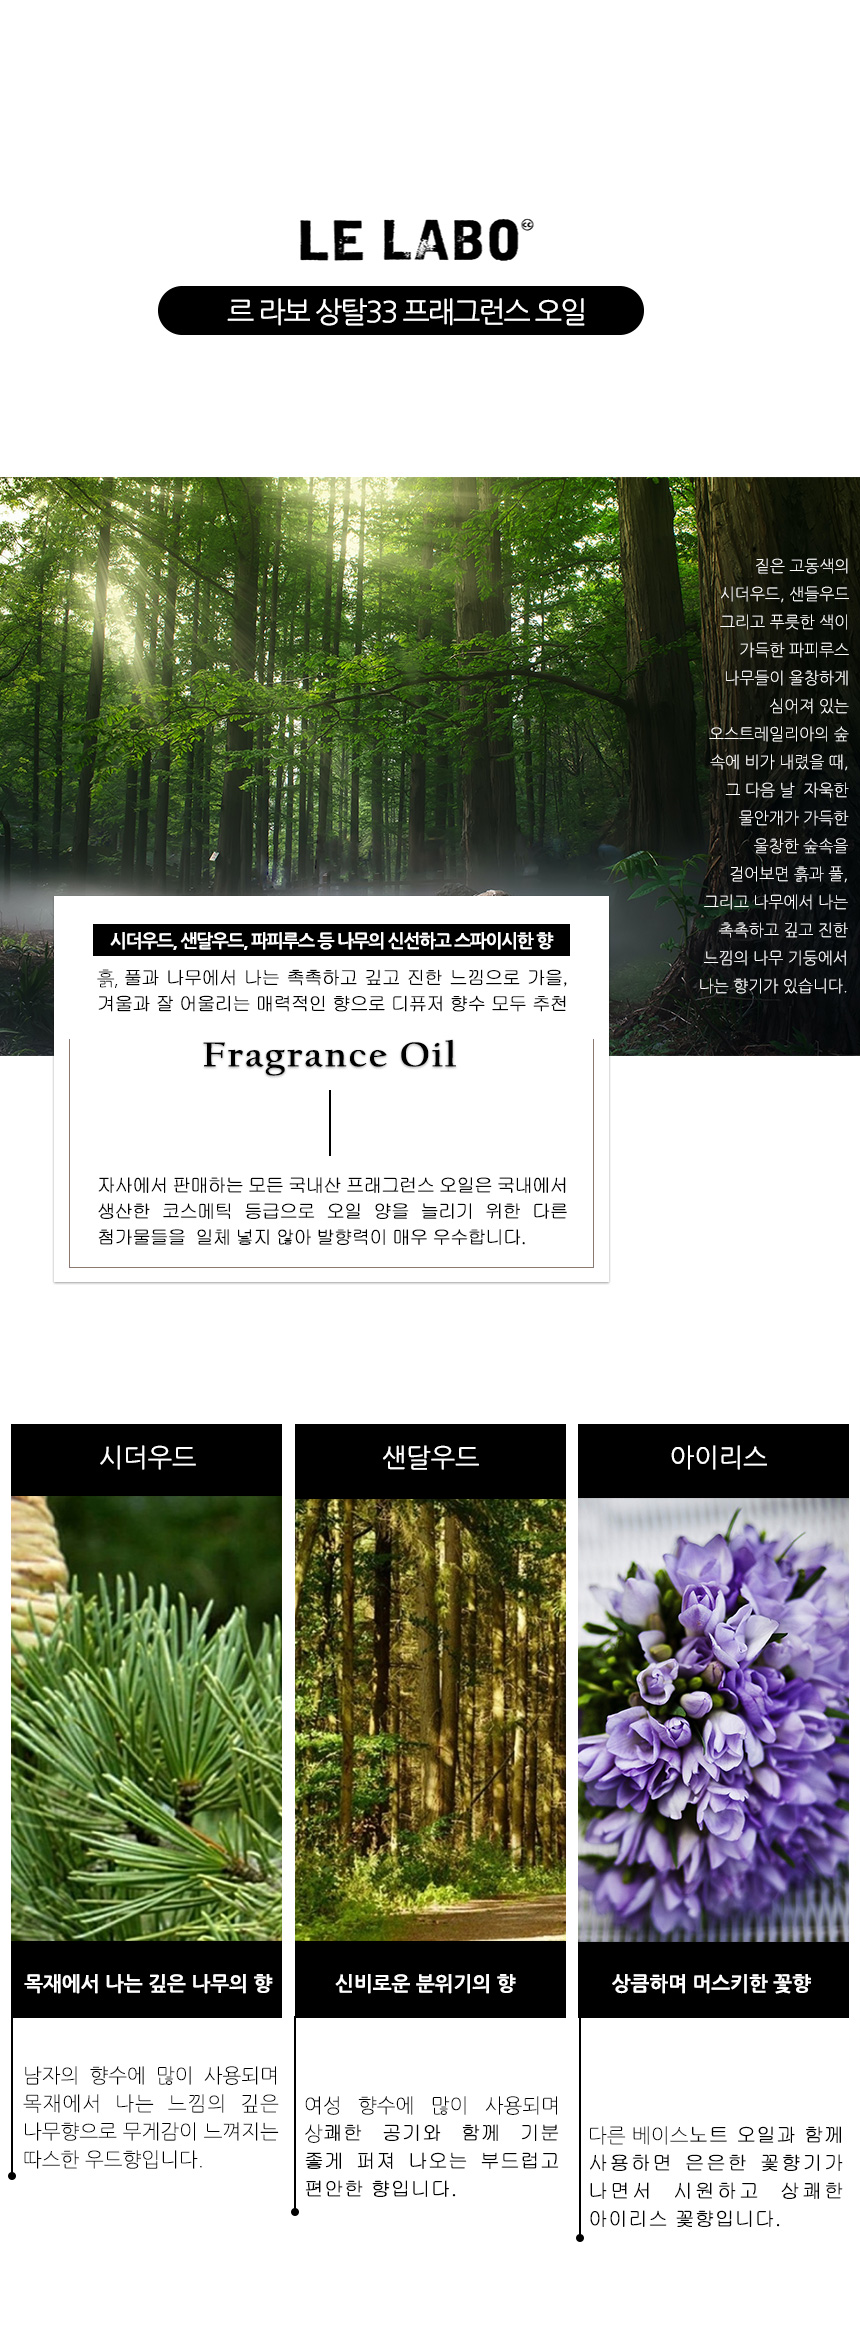 LE LABO
르 라보 상탈33 프래그런스 오일
짙은 고동색의
시더우드, 샌들우드
그리고 푸릇한 색이
가득한 파피루스
나무들이 울창하게
심어져 있는
오스트레일리아의 숲
속에 비가 내렸을 때,
그 다음 날 자욱한
물안개가 가득한
울창한 숲속을
걸어보면 흙과 풀,
그리고 나무에서 나는
촉촉하고 깊고 진한
느낌의 나무 기둥에서
나는 향기가 있습니다.
시더우드, 샌달우드, 파피루스 등 나무의 신선하고 스파이시한 향
흙, 풀과 나무에서 나는 촉촉하고 깊고 진한 느낌으로 가을,
겨울과 잘 어울리는 매력적인 향으로 디퓨저 향수 모두 추천
Fragrance Oil
자사에서 판매하는 모든 국내산 프래그런스 오일은 국내에서
생산한 코스메틱 등급으로 오일 양을 늘리기 위한 다른
첨가물들을 일체 넣지 않아 발향력이 매우 우수합니다.
시더우드
목재에서 나는 깊은 나무의 향
남자의 향수에 많이 사용되며
목재에서 나는 느낌의 깊은
나무향으로 무게감이 느껴지는
따스한 우드향입니다.
샌달우드
신비로운 분위기의 향
여성 향수에 많이 사용되며
상쾌한 공기와 함께 기분
좋게 퍼져 나오는 부드럽고
편안한 향입니다.
아이리스
상큼하며 머스키한 꽃향
다른 베이스노트 오일과 함께
사용하면 은은한 꽃향기가
나면서 시원하고 상쾌한
아이리스 꽃향입니다.